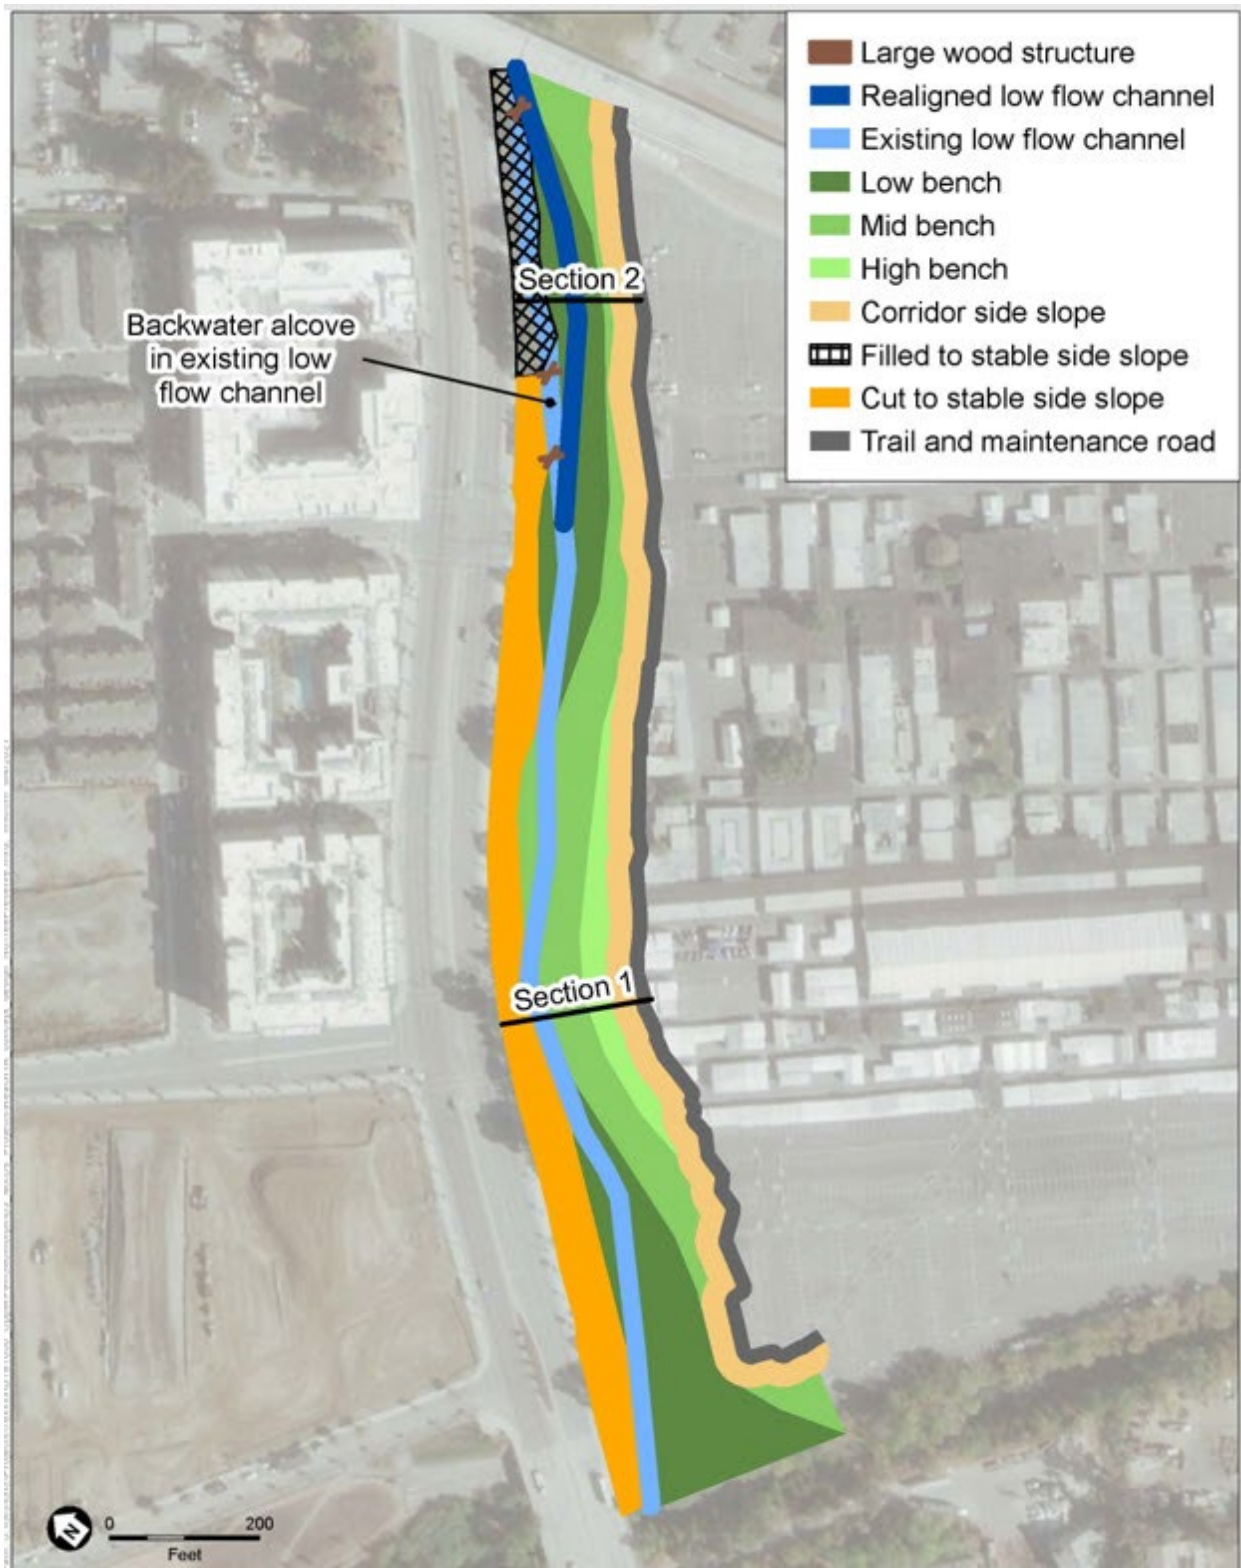 Large wood structure
Realigned low flow channel
Existing low flow channel
Low bench
Mid bench
High bench
Corridor side slope
Filled to stable side slope
Cut to stable side slope
Trail and maintenance road
Section 2
Backwater alcove
in existing low
flow channel
Section 1
N
0 200
Feet